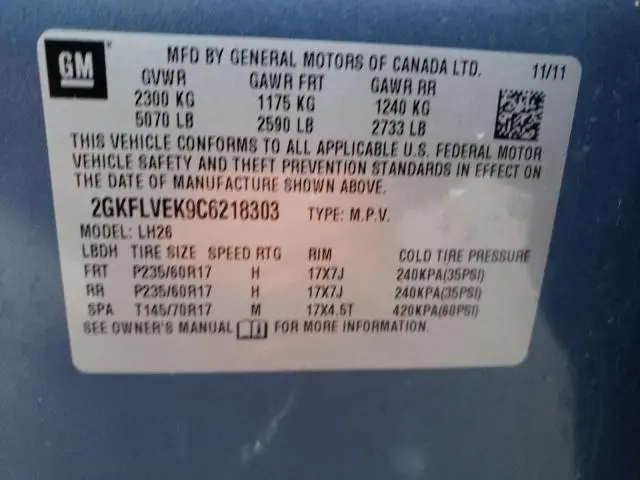 GM
MFD BY GENERAL MOTORS OF CANADA LTD. 11/11
GVWR GAWR FRT GAWR RR
2300 KG 1175 KG 1240 KG
5070 LB 2590 LB 2733 LB
THIS VEHICLE CONFORMS TO ALL APPLICABLE U.S. FEDERAL MOTOR
VEHICLE SAFETY AND THEFT PREVENTION STANDARDS IN EFFECT ON
THE DATE OF MANUFACTURE SHOWN ABOVE.
2GKFLVEK9C6218303 TYPE: M.P.V.
MODEL: LH26
LBDH TIRE SIZE SPEED RTG RIM COLD TIRE PRESSURE
FRT P235/60R17 H 17X7J 240KPA(35PSI)
RR P235/60R17 H 17X7J 240KPA(35PSI)
SPA T145/70R17 M 17X4.5T 420KPA(60PSI)
SEE OWNER'S MANUAL FOR MORE INFORMATION